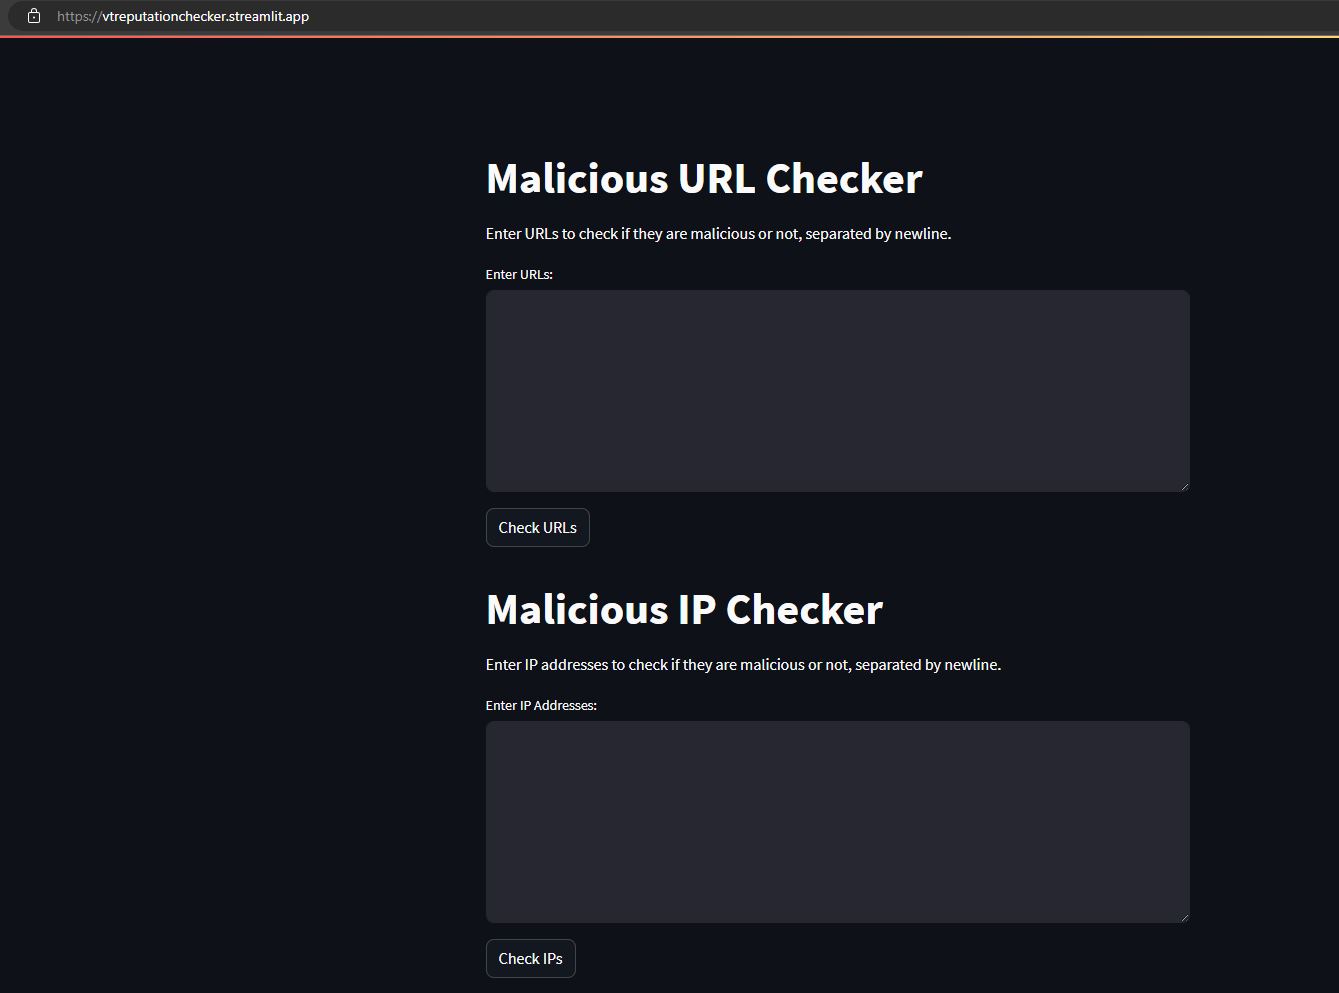 https://vtreputationchecker.streamlit.app
Malicious URL Checker
Enter URLs to check if they are malicious or not, separated by newline.
Enter URLs:
Check URLs
Malicious IP Checker
Enter IP addresses to check if they are malicious or not, separated by newline.
Enter IP Addresses:
Check IPs